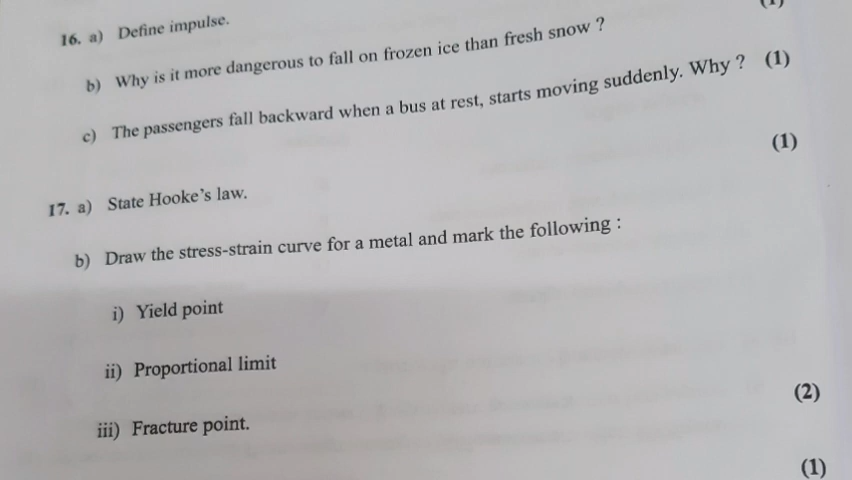 (1)
16. a) Define impulse.
b) Why is it more dangerous to fall on frozen ice than fresh snow ?
c) The passengers fall backward when a bus at rest, starts moving suddenly. Why ? (1)
(1)
17. a) State Hooke's law.
b) Draw the stress-strain curve for a metal and mark the following :
i) Yield point
ii) Proportional limit
(2)
iii) Fracture point.
(1)